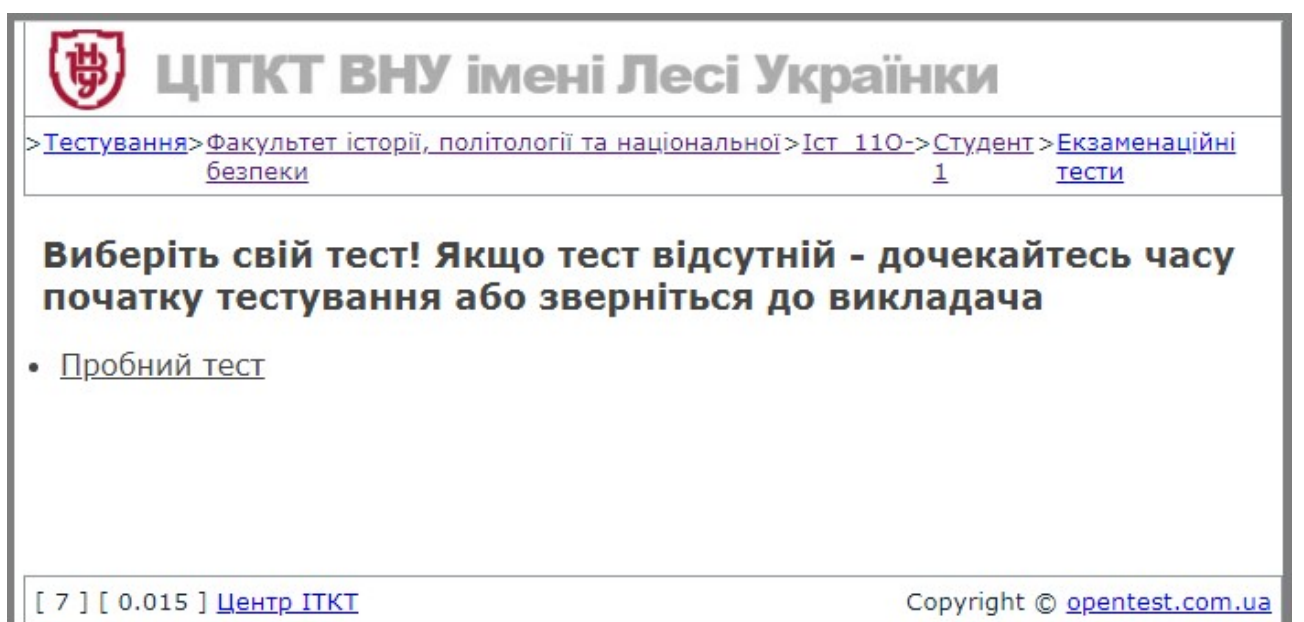 ЦІТКТ ВНУ імені Лесі Українки
>Тестування>Факультет історії, політології та національної>Іст_11О->Студент>Екзаменаційні
безпеки 1 тести
Виберіть свій тест! Якщо тест відсутній - дочекайтесь часу
початку тестування або зверніться до викладача
• Пробний тест
[ 7 ] [ 0.015 ] Центр ІТКТ Copyright © opentest.com.ua